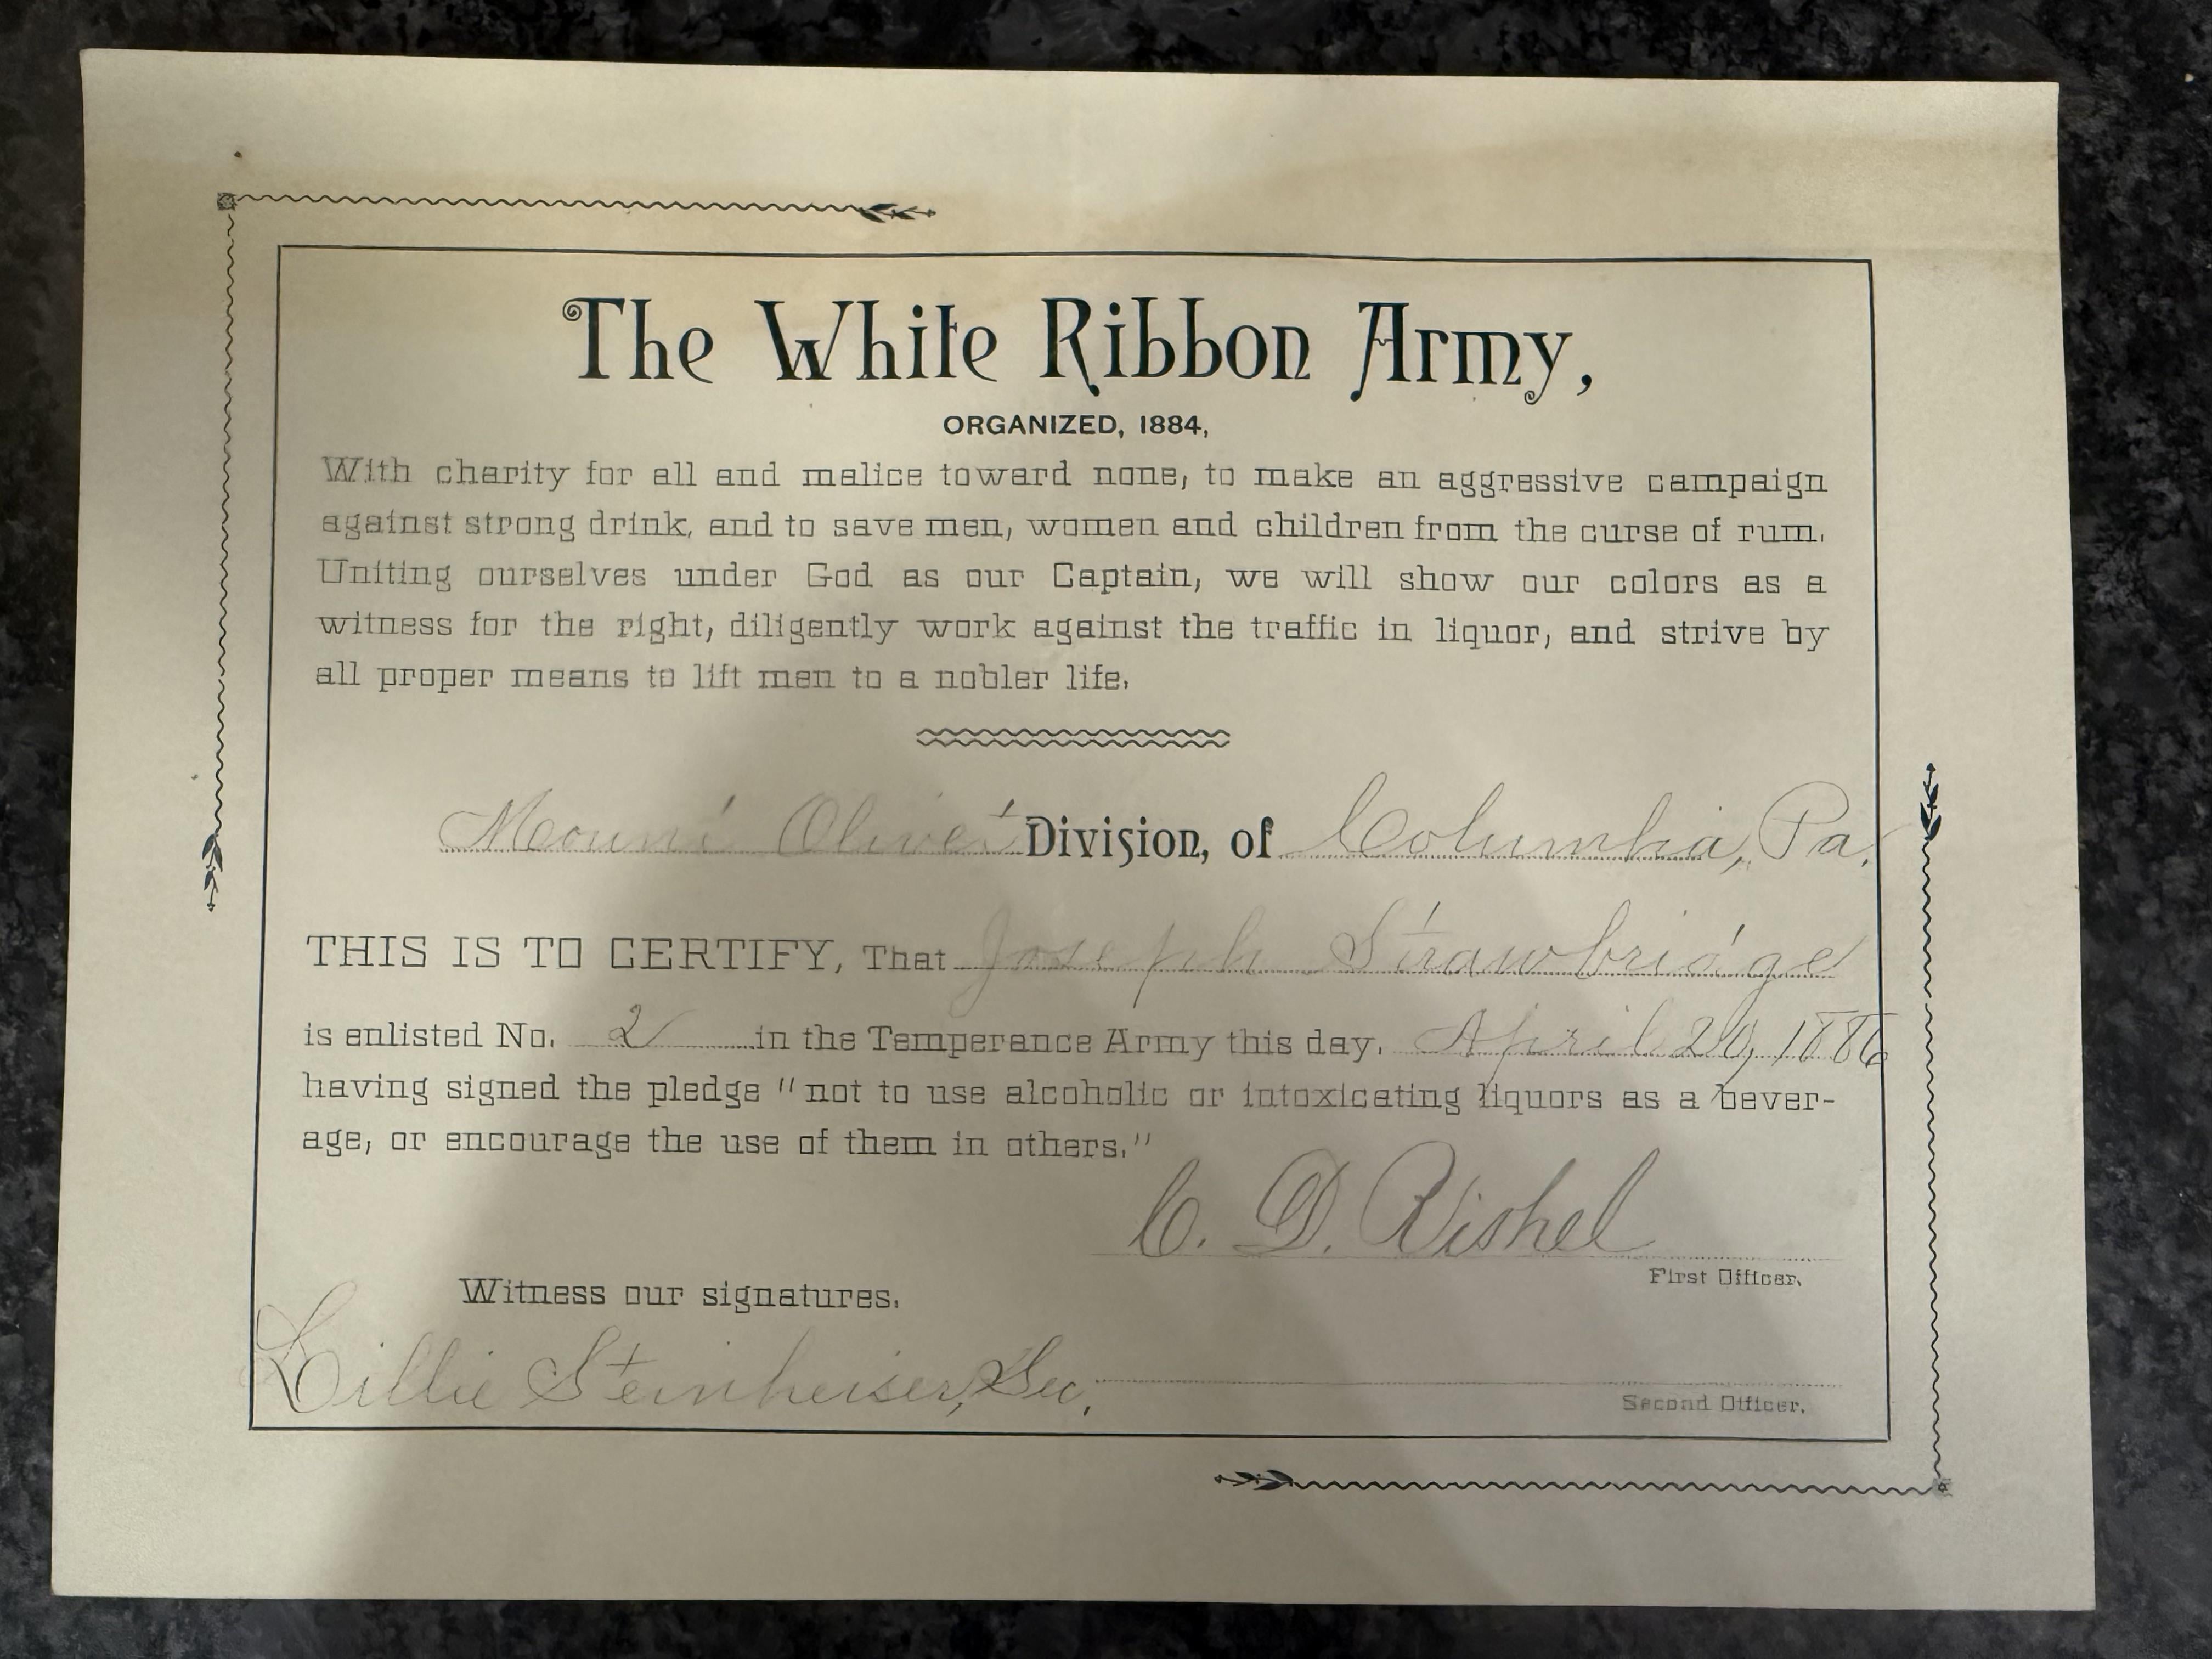 The White Ribbon Army,
ORGANIZED, 1884,
With charity for all and malice toward none, to make an aggressive campaign
against strong drink, and to save men, women and children from the curse of rum.
Uniting ourselves under God as our Captain, we will show our colors as a
witness for the right, diligently work against the traffic in liquor, and strive by
all proper means to lift men to a nobler life.
Mount Olivet Division, of Columbia, Pa.
THIS IS TO CERTIFY, That Joseph Strawbridge
is enlisted No. 2 in the Temperance Army this day. April 20, 1886
having signed the pledge "not to use alcoholic or intoxicating liquors as a bever-
age, or encourage the use of them in others."
C. D. Rishel
First Officer.
Witness our signatures.
Lillie Steinheiser, Sec.
Second Officer.